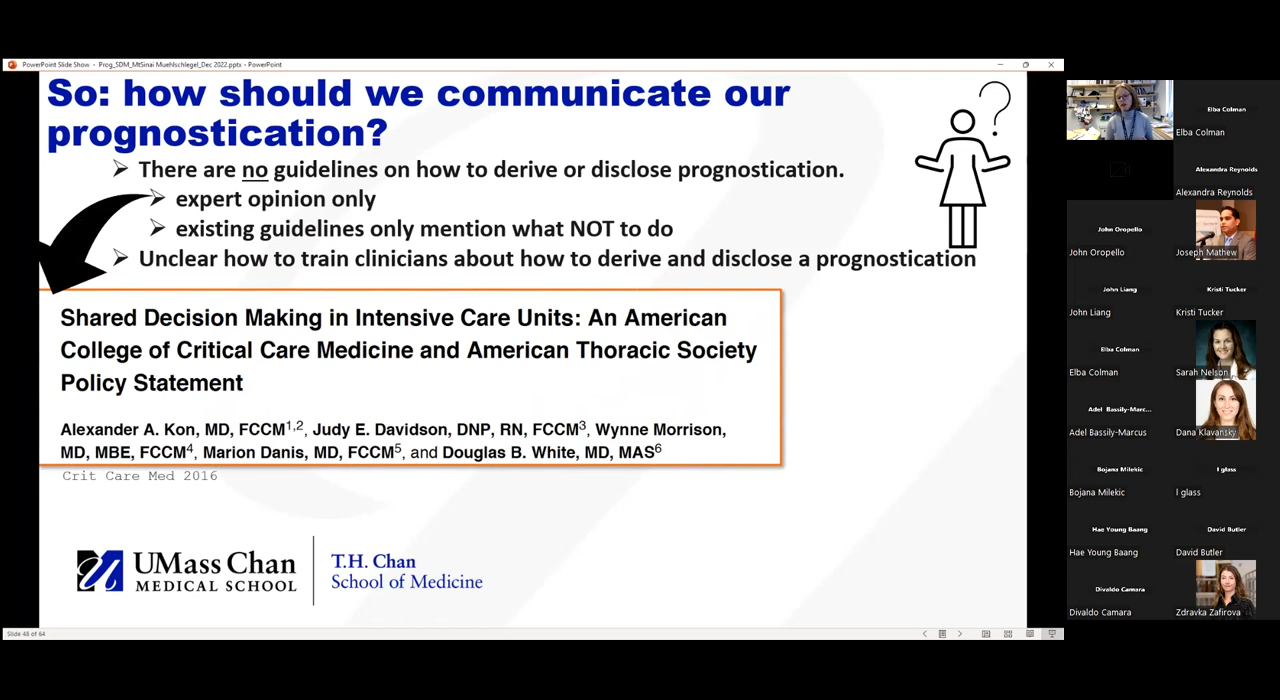 PowerPoint Slide Show - Prog_SDM_MtSinai Muehlschlegel_Dec 2022.pptx - PowerPoint
So: how should we communicate our
prognostication?
There are no guidelines on how to derive or disclose prognostication.
expert opinion only
existing guidelines only mention what NOT to do
Unclear how to train clinicians about how to derive and disclose a prognostication
?
Shared Decision Making in Intensive Care Units: An American
College of Critical Care Medicine and American Thoracic Society
Policy Statement
Alexander A. Kon, MD, FCCM1,2, Judy E. Davidson, DNP, RN, FCCM3, Wynne Morrison,
MD, MBE, FCCM4, Marion Danis, MD, FCCM5, and Douglas B. White, MD, MAS6
Crit Care Med 2016
UMass Chan
MEDICAL SCHOOL
T.H. Chan
School of Medicine
Slide 48 of 64
Elba Colman
Elba Colman
Alexandra Reynolds
Alexandra Reynolds
John Oropello
John Oropello
Joseph Mathew
John Liang
John Liang
Kristi Tucker
Kristi Tucker
Elba Colman
Elba Colman
Sarah Nelson
Adel Bassily-Marc...
Adel Bassily-Marcus
Dana Klavansky
Bojana Milekic
Bojana Milekic
l glass
l glass
Hae Young Baang
Hae Young Baang
David Butler
David Butler
Divaldo Camara
Divaldo Camara
Zdravka Zafirova